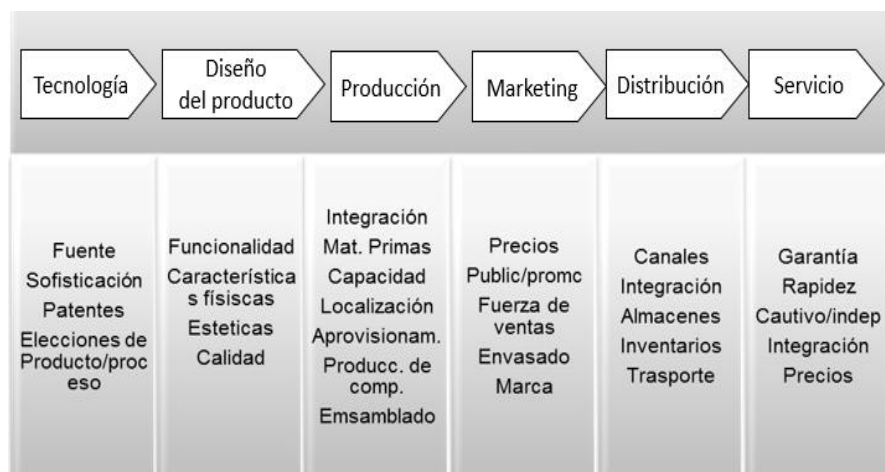 Tecnología
Diseño
del producto
Producción
Marketing
Distribución
Servicio
Fuente
Sofisticación
Patentes
Elecciones de
Producto/proc
eso
Funcionalidad
Característica
s físiscas
Esteticas
Calidad
Integración
Mat. Primas
Capacidad
Localización
Aprovisionam.
Producc. de
comp.
Emsamblado
Precios
Public/promc
Fuerza de
ventas
Envasado
Marca
Canales
Integración
Almacenes
Inventarios
Trasporte
Garantía
Rapidez
Cautivo/indep
Integración
Precios